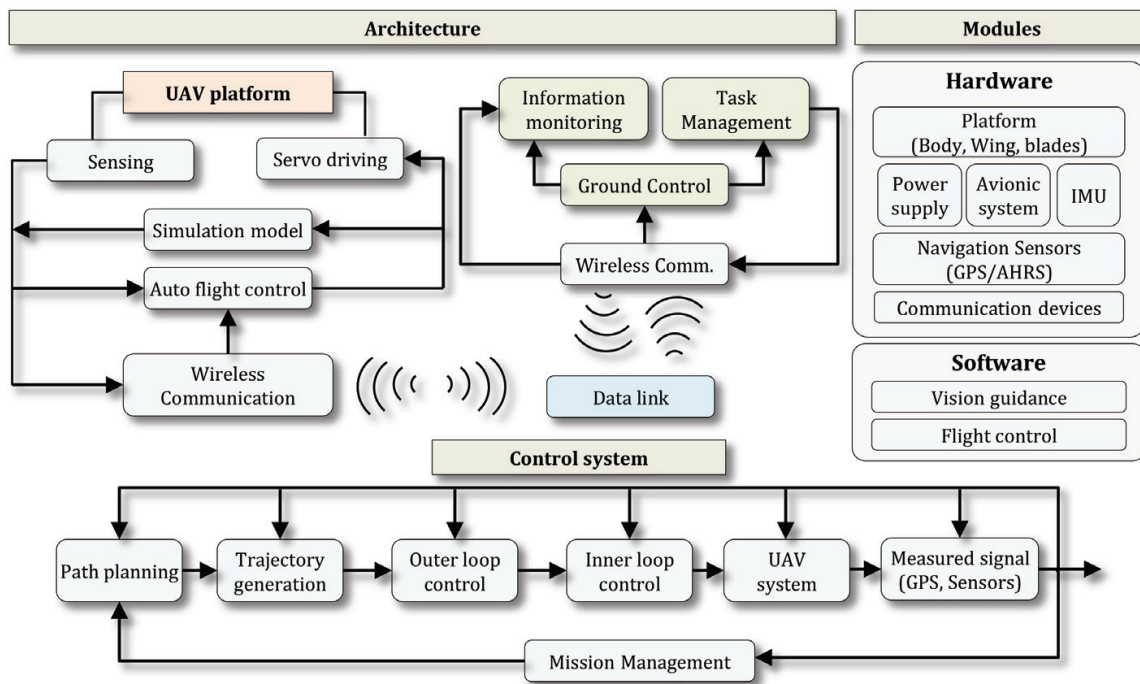 Architecture
Modules
UAV platform
Sensing
Servo driving
Simulation model
Auto flight control
Wireless
Communication
Information
monitoring
Task
Management
Ground Control
Wireless Comm.
Data link
Hardware
Platform
(Body, Wing, blades)
Power
supply
Avionic
system
IMU
Navigation Sensors
(GPS/AHRS)
Communication devices
Software
Vision guidance
Flight control
Control system
Path planning
Trajectory
generation
Outer loop
control
Inner loop
control
UAV
system
Measured signal
(GPS, Sensors)
Mission Management